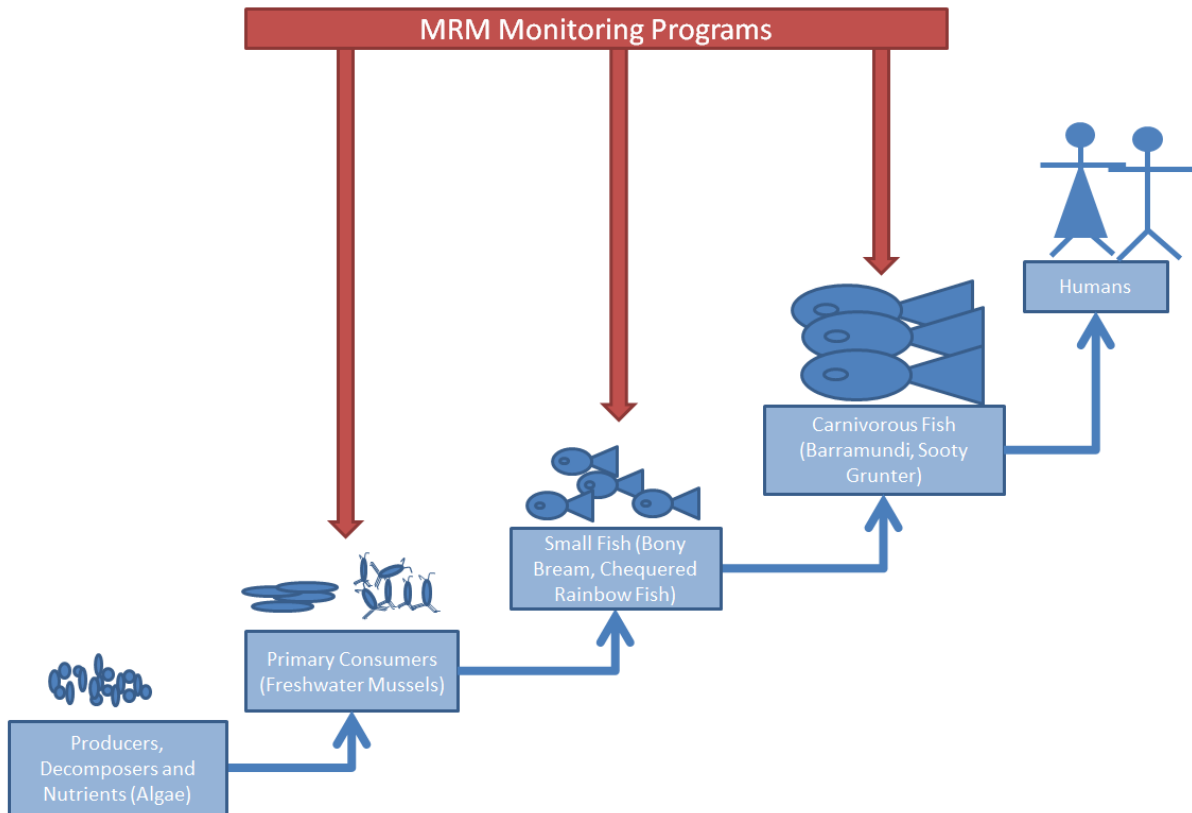 MRM Monitoring Programs
Humans
Carnivorous Fish
(Barramundi, Sooty
Grunter)
Small Fish (Bony
Bream, Chequered
Rainbow Fish)
Primary Consumers
(Freshwater Mussels)
Producers,
Decomposers and
Nutrients (Algae)